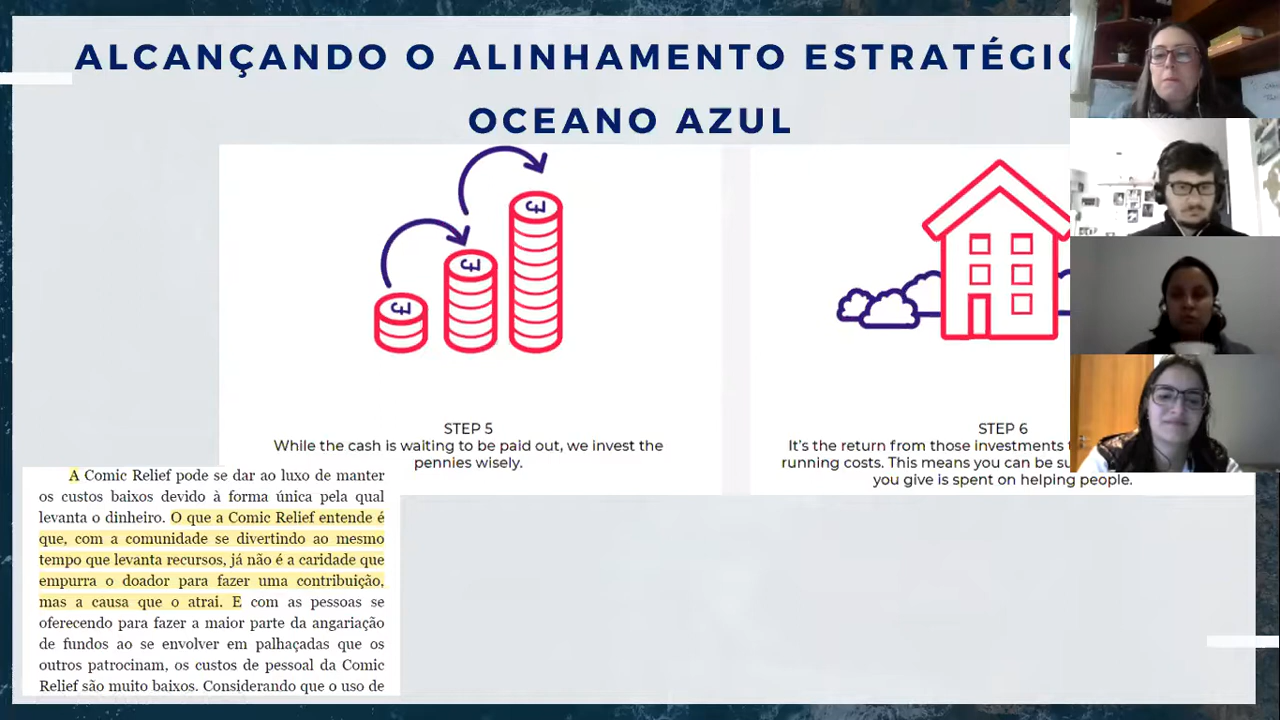 ALCANÇANDO O ALINHAMENTO ESTRATÉGIC
OCEANO AZUL
£
£
£
STEP 5
While the cash is waiting to be paid out, we invest the
pennies wisely.
STEP 6
It's the return from those investments
running costs. This means you can be su
you give is spent on helping people.
A Comic Relief pode se dar ao luxo de manter
os custos baixos devido à forma única pela qual
levanta o dinheiro. O que a Comic Relief entende é
que, com a comunidade se divertindo ao mesmo
tempo que levanta recursos, já não é a caridade que
empurra o doador para fazer uma contribuição,
mas a causa que o atrai. E com as pessoas se
oferecendo para fazer a maior parte da angariação
de fundos ao se envolver em palhaçadas que os
outros patrocinam, os custos de pessoal da Comic
Relief são muito baixos. Considerando que o uso de